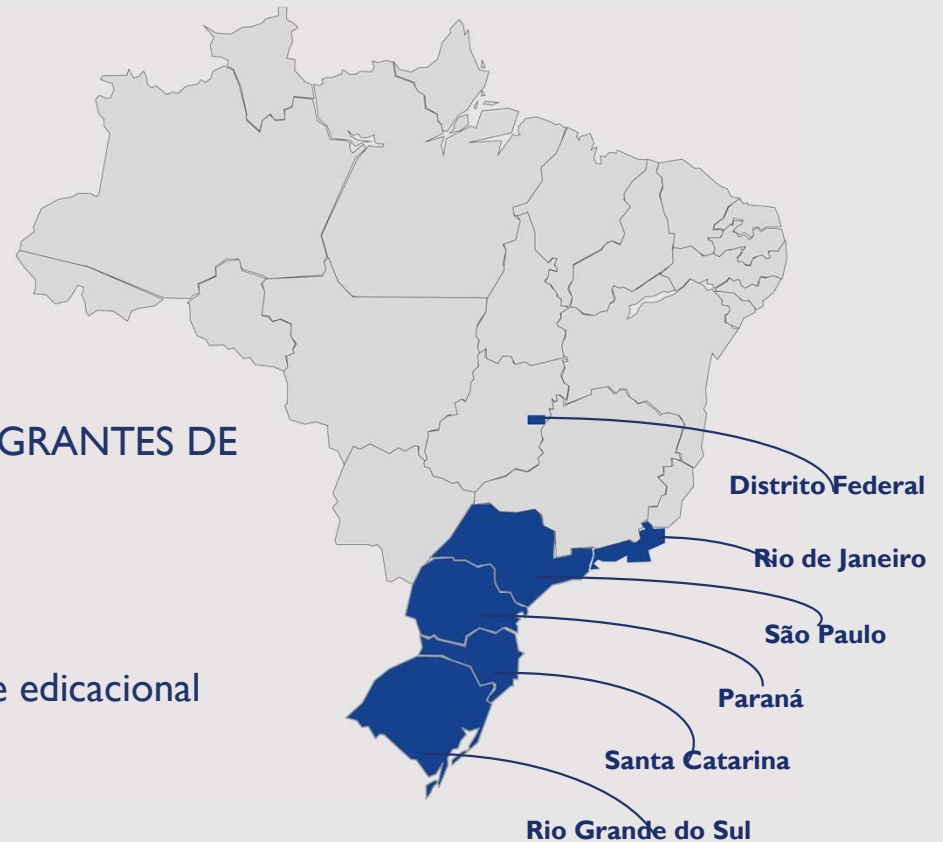 GRANTES DE
e edicacional
Distrito Federal
Rio de Janeiro
São Paulo
Paraná
Santa Catarina
Rio Grande do Sul